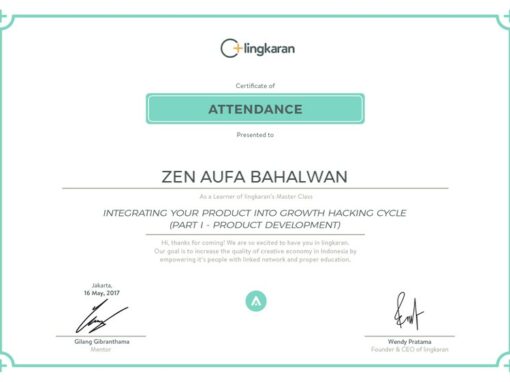 lingkaran
Certificate of
ATTENDANCE
Presented to
ZEN AUFA BAHALWAN
As a Learner of lingkaran's Master Class
INTEGRATING YOUR PRODUCT INTO GROWTH HACKING CYCLE
(PART I - PRODUCT DEVELOPMENT)
Hi, thanks for coming! We are so excited to have you in lingkaran.
Our goal is to increase the quality of creative economy in Indonesia by
empowering it's people with linked network and proper education.
Jakarta,
16 May, 2017
Gilang Gibranthama
Mentor
Wendy Pratama
Founder & CEO of lingkaran